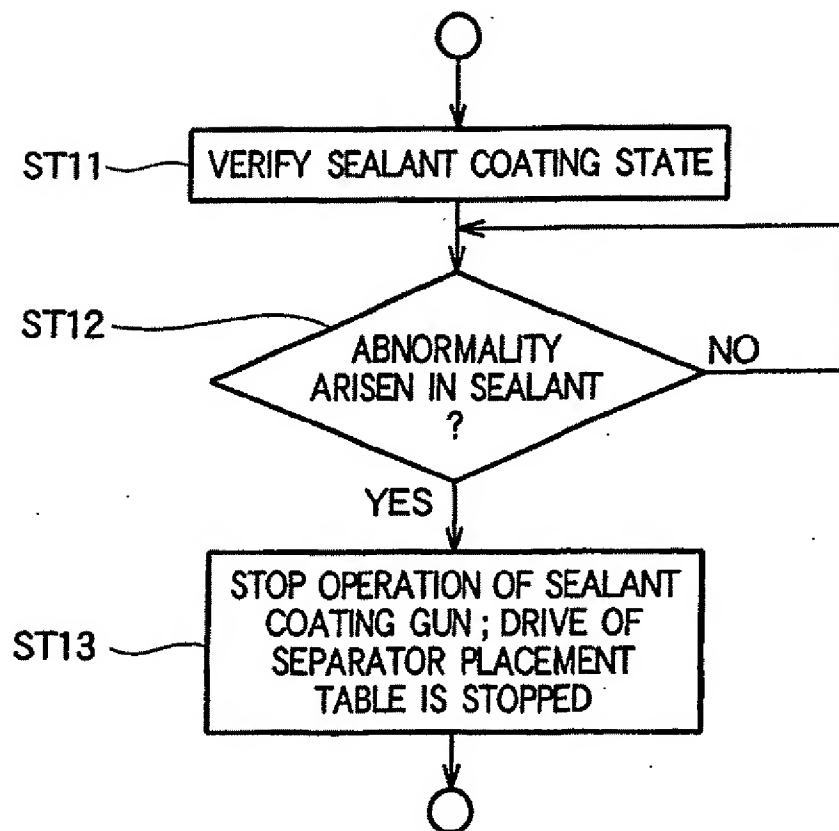 ST11
VERIFY SEALANT COATING STATE
ST12
ABNORMALITY
ARISEN IN SEALANT
?
NO
YES
ST13
STOP OPERATION OF SEALANT
COATING GUN ; DRIVE OF
SEPARATOR PLACEMENT
TABLE IS STOPPED